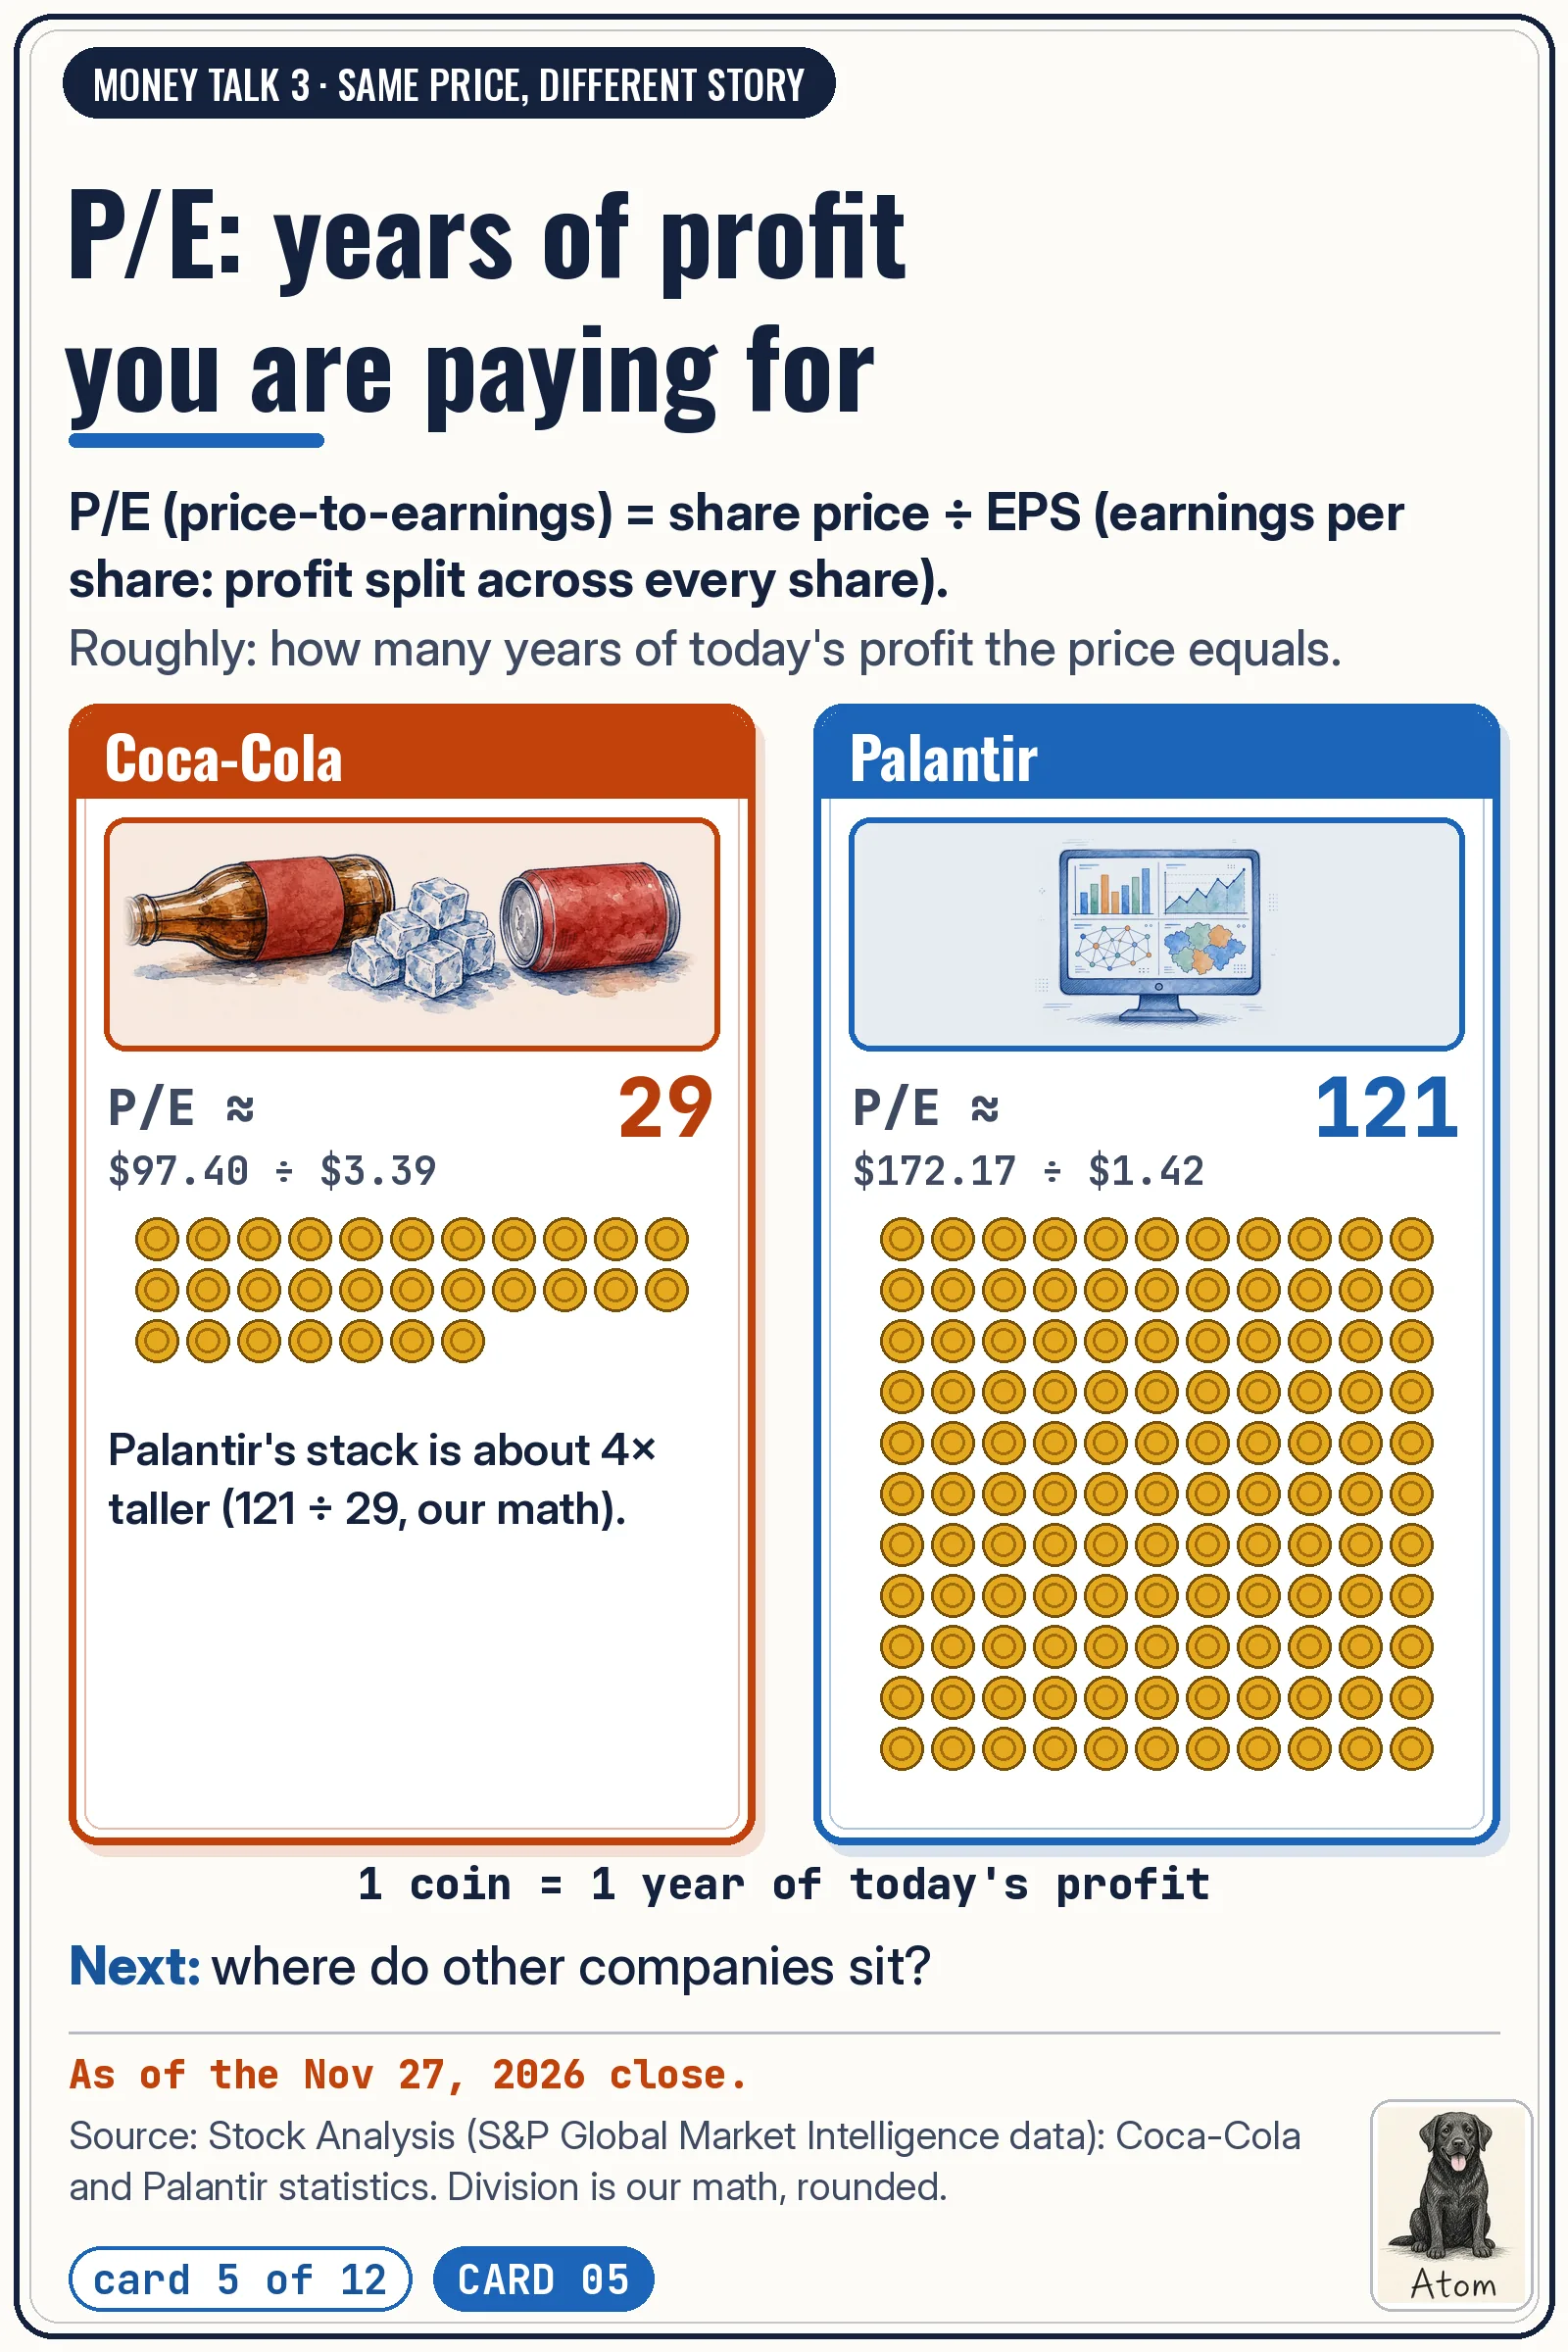 MONEY TALK 3 · SAME PRICE, DIFFERENT STORY
P/E: years of profit
you are paying for
P/E (price-to-earnings) = share price ÷ EPS (earnings per
share: profit split across every share).
Roughly: how many years of today's profit the price equals.
Coca-Cola
P/E ≈ 29
$97.40 ÷ $3.39
Palantir's stack is about 4×
taller (121 ÷ 29, our math).
Palantir
P/E ≈ 121
$172.17 ÷ $1.42
1 coin = 1 year of today's profit
Next: where do other companies sit?
As of the Nov 27, 2026 close.
Source: Stock Analysis (S&P Global Market Intelligence data): Coca-Cola
and Palantir statistics. Division is our math, rounded.
card 5 of 12
CARD 05
Atom